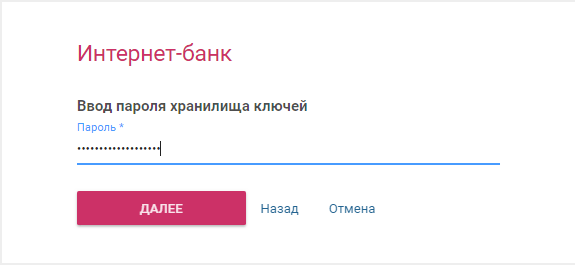 Интернет-банк
Ввод пароля хранилища ключей
Пароль *
•••••••••••••••••••
ДАЛЕЕ Назад Отмена